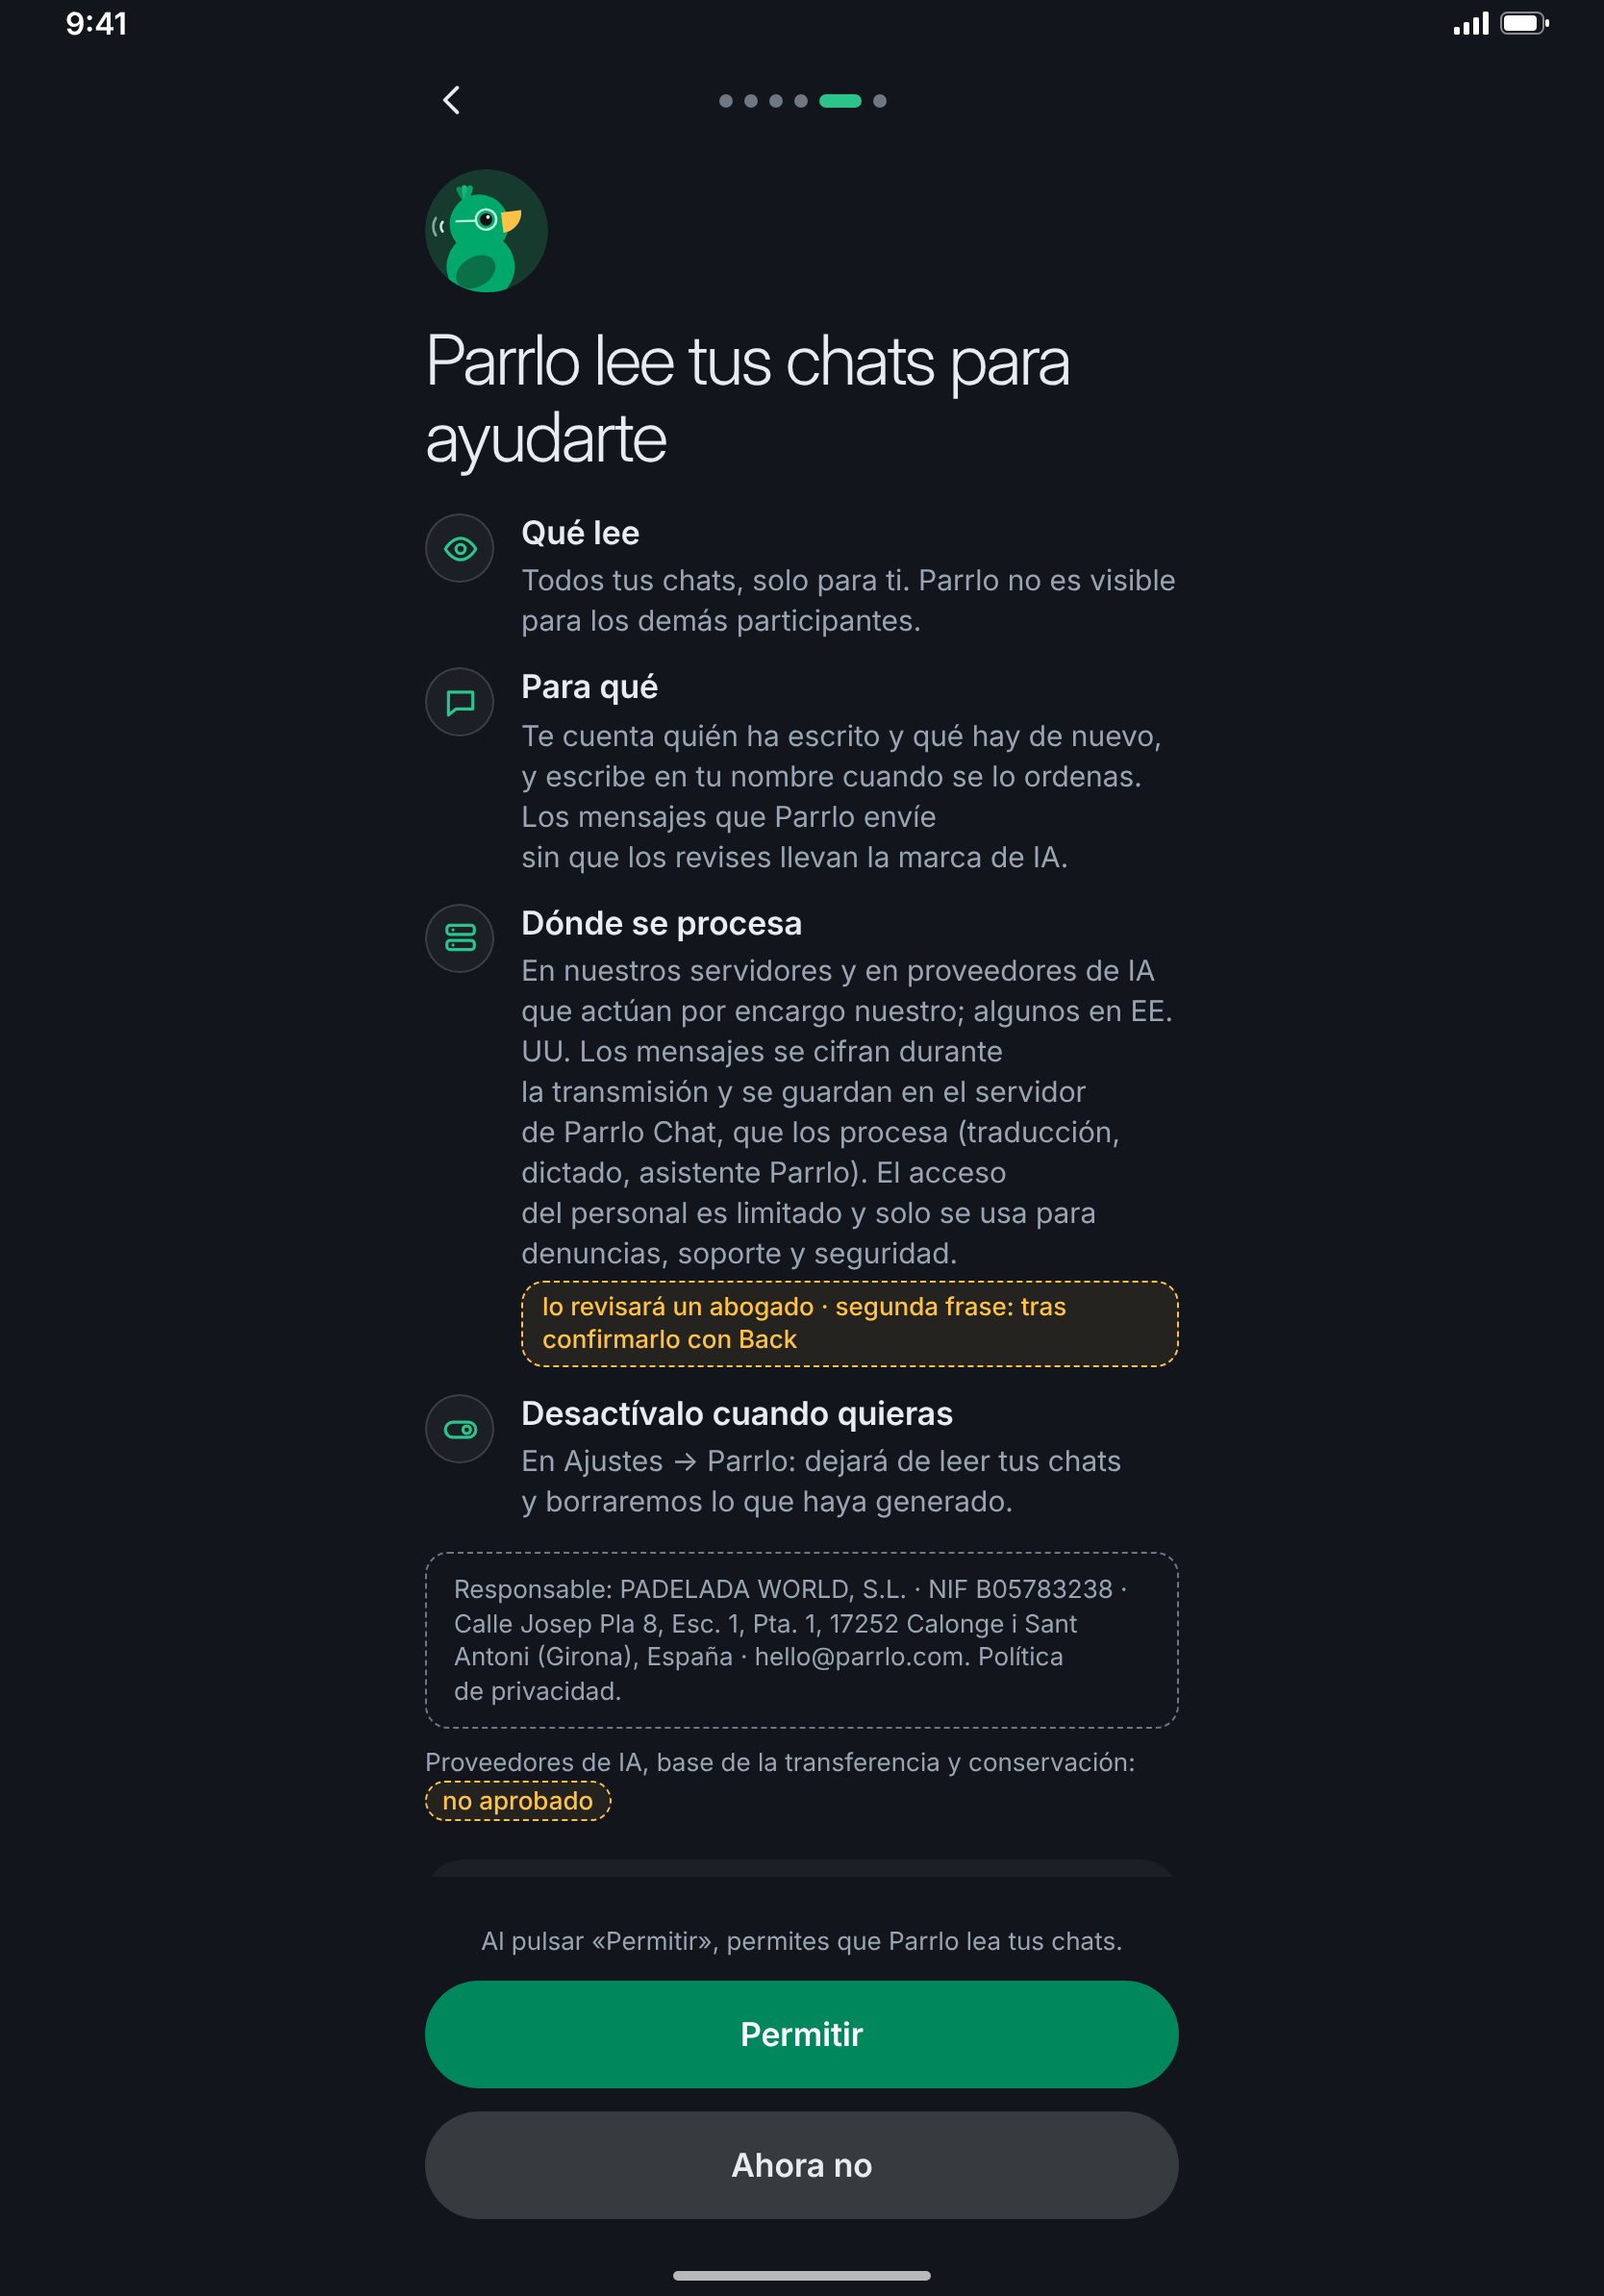 9:41
Parrlo lee tus chats para
ayudarte
Qué lee
Todos tus chats, solo para ti. Parrlo no es visible
para los demás participantes.
Para qué
Te cuenta quién ha escrito y qué hay de nuevo,
y escribe en tu nombre cuando se lo ordenas.
Los mensajes que Parrlo envíe
sin que los revises llevan la marca de IA.
Dónde se procesa
En nuestros servidores y en proveedores de IA
que actúan por encargo nuestro; algunos en EE.
UU. Los mensajes se cifran durante
la transmisión y se guardan en el servidor
de Parrlo Chat, que los procesa (traducción,
dictado, asistente Parrlo). El acceso
del personal es limitado y solo se usa para
denuncias, soporte y seguridad.
lo revisará un abogado · segunda frase: tras
confirmarlo con Back
Desactívalo cuando quieras
En Ajustes → Parrlo: dejará de leer tus chats
y borraremos lo que haya generado.
Responsable: PADELADA WORLD, S.L. · NIF B05783238 ·
Calle Josep Pla 8, Esc. 1, Pta. 1, 17252 Calonge i Sant
Antoni (Girona), España · hello@parrlo.com. Política
de privacidad.
Proveedores de IA, base de la transferencia y conservación:
no aprobado
Al pulsar «Permitir», permites que Parrlo lea tus chats.
Permitir
Ahora no